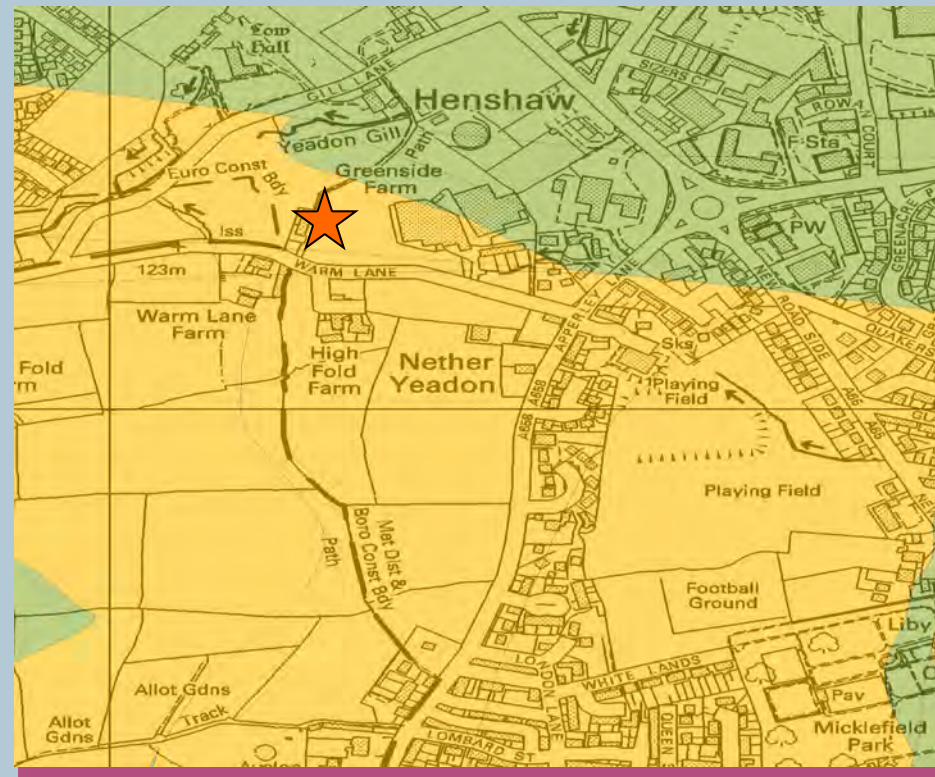 Low
Hall
GILL LANE
Henshaw
SIZERS CT
ROWAN COURT
F Sta
Yeadon Gill
Path
Greenside
Farm
Euro Const Bdy
PW
GREENACRE
Iss
WARM LANE
123m
APPERLEY LANE
NEW ROAD SIDE
QUAKERS
Warm Lane
Farm
Sks
High
Fold
Farm
Nether
Yeadon
Fold
Playing
Field
A658
A658
A65
A65
NEW
Playing Field
Path
Met Dist &
Boro Const Bdy
Football
Ground
Liby
LONDON LANE
WHITE LANDS
Allot Gdns
Track
Pav
Allot
Gdns
QUEEN
Micklefield
Park
LOMBARD ST